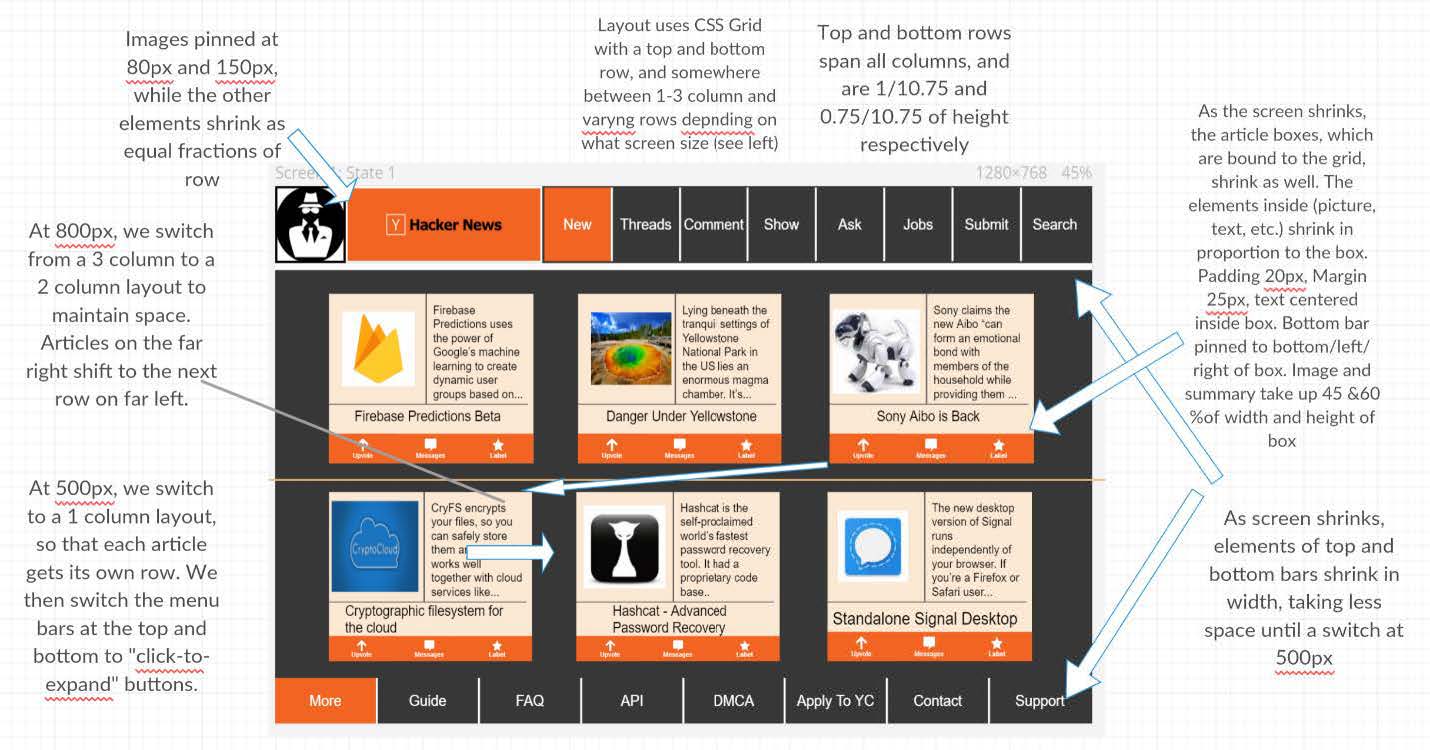 Images pinned at
80px and 150px,
while the other
elements shrink as
equal fractions of
row
Layout uses CSS Grid
with a top and bottom
row, and somewhere
between 1-3 column and
varyng rows depnding on
what screen size (see left)
Top and bottom rows
span all columns, and
are 1/10.75 and
0.75/10.75 of height
respectively
As the screen shrinks,
the article boxes, which
are bound to the grid,
shrink as well. The
elements inside (picture,
text, etc.) shrink in
proportion to the box.
Padding 20px, Margin
25px, text centered
inside box. Bottom bar
pinned to bottom/left/
right of box. Image and
summary take up 45 &60
%of width and height of
box
At 800px, we switch
from a 3 column to a
2 column layout to
maintain space.
Articles on the far
right shift to the next
row on far left.
At 500px, we switch
to a 1 column layout,
so that each article
gets its own row. We
then switch the menu
bars at the top and
bottom to "click-to-
expand" buttons.
As screen shrinks,
elements of top and
bottom bars shrink in
width, taking less
space until a switch at
500px
State 1
1280×768 45%
Y Hacker News
New
Threads
Comment
Show
Ask
Jobs
Submit
Search
Firebase
Predictions uses
the power of
Google's machine
learning to create
dynamic user
groups based on...
Firebase Predictions Beta
Upvote
Messages
Label
Lying beneath the
tranqui settings of
Yellowstone
National Park in
the US lies an
enormous magma
chamber. It's...
Danger Under Yellowstone
Upvote
Messages
Label
Sony claims the
new Aibo "can
form an emotional
bond with
members of the
household while
providing them ...
Sony Aibo is Back
Upvote
Messages
Label
CryptoCloud
CryFS encrypts
your files, so you
can safely store
them
works well
together with cloud
services like...
Cryptographic filesystem for
the cloud
Upvote
Messages
Label
Hashcat is the
self-proclaimed
world's fastest
password recovery
tool. It had a
proprietary code
base..
Hashcat - Advanced
Password Recovery
Upvote
Messages
Label
The new desktop
version of Signal
runs
independently of
your browser. If
you're a Firefox or
Safari user...
Standalone Signal Desktop
Upvote
Messages
Label
More
Guide
FAQ
API
DMCA
Apply To YC
Contact
Support